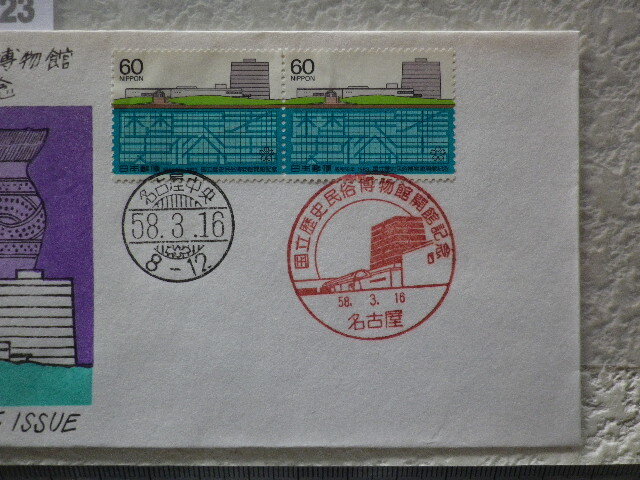 23
博物館
念
60
NIPPON
日本郵便
60
NIPPON
日本郵便
名古屋中央
58.3.16
8-12
国立歴史民俗博物館開館記念
58. 3. 16
名古屋
ISSUE